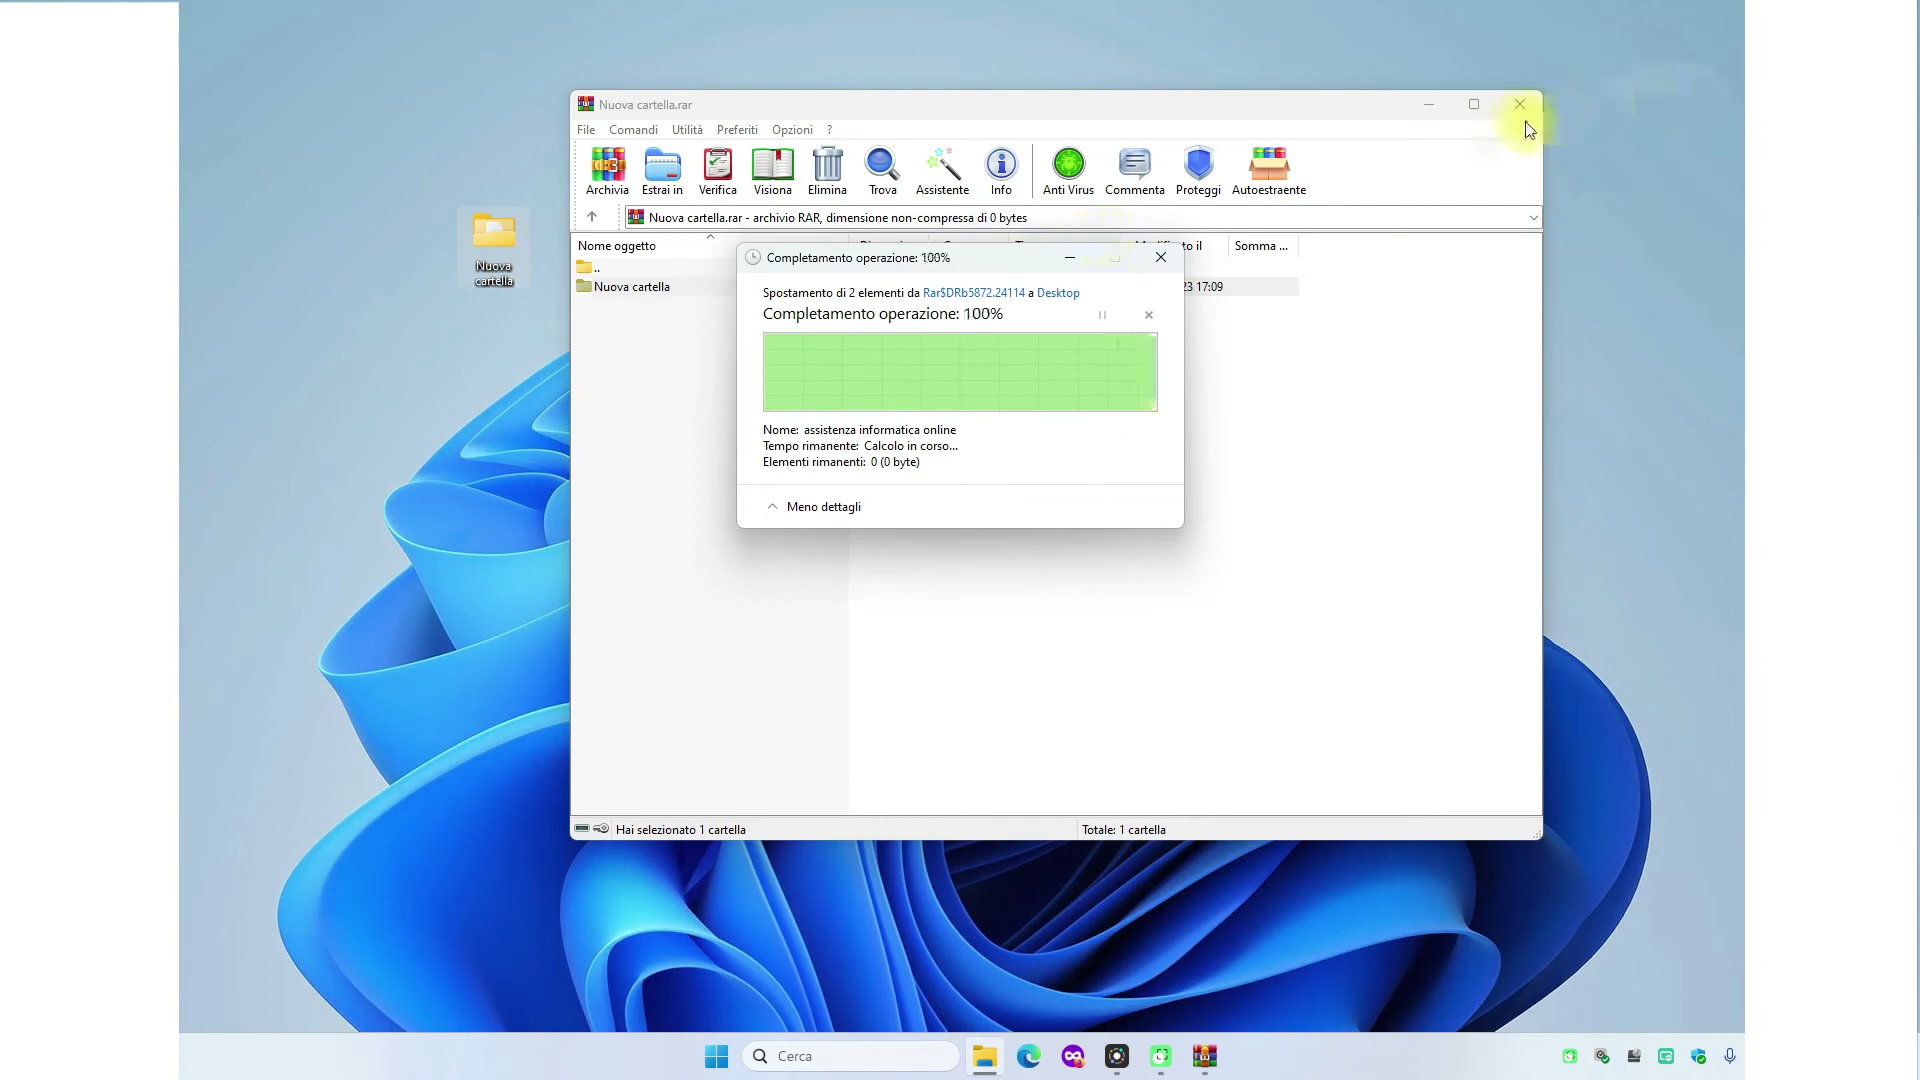 Nuova cartella.rar
File Comandi Utilità Preferiti Opzioni ?
Archivia Estrai in Verifica Visiona Elimina Trova Assistente Info Anti Virus Commenta Proteggi Autoestraente
Nuova cartella.rar - archivio RAR, dimensione non-compressa di 0 bytes
Nome oggetto Somma ...
..
Nuova cartella 17:09
Nuova
cartella
Completamento operazione: 100%
Spostamento di 2 elementi da Rar$DRb5872.24114 a Desktop
Completamento operazione: 100%
Nome: assistenza informatica online
Tempo rimanente: Calcolo in corso...
Elementi rimanenti: 0 (0 byte)
Meno dettagli
Hai selezionato 1 cartella Totale: 1 cartella
Cerca